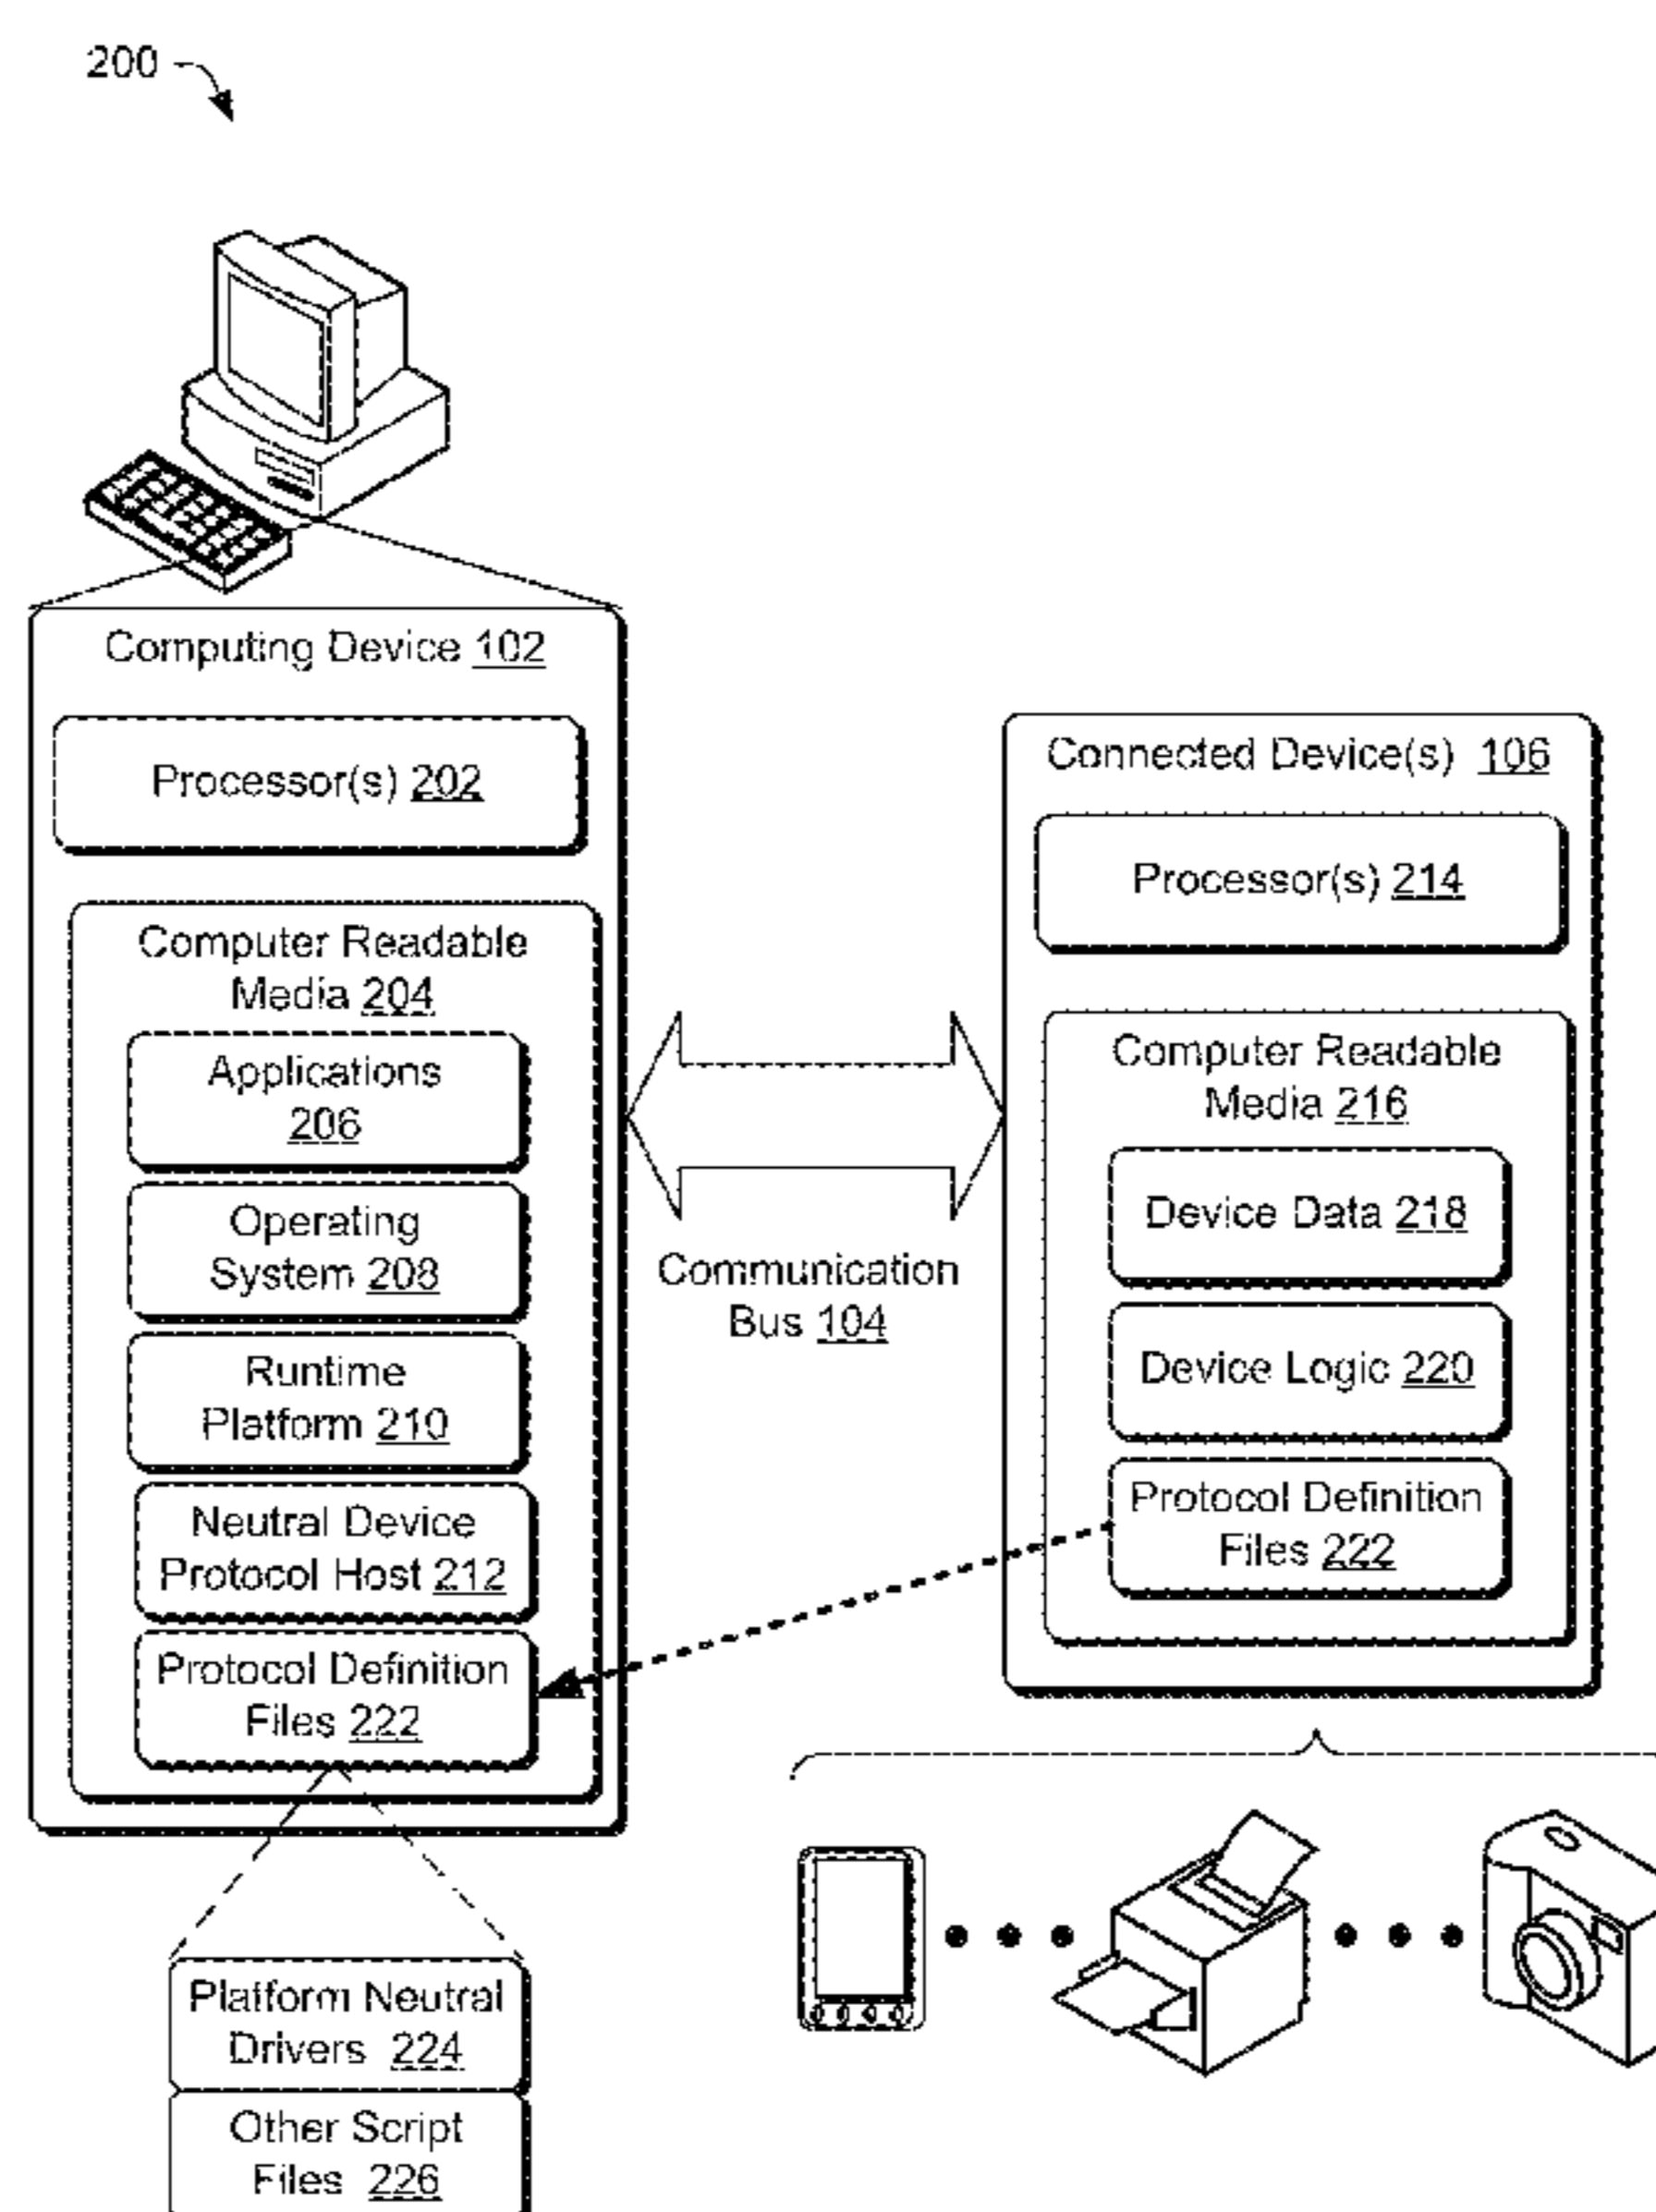 200
Computing Device 102
Processor(s) 202
Computer Readable
Media 204
Applications
206
Operating
System 208
Runtime
Platform 210
Neutral Device
Protocol Host 212
Protocol Definition
Files 222
Platform Neutral
Drivers 224
Other Script
Files 226
Communication
Bus 104
Connected Device(s) 106
Processor(s) 214
Computer Readable
Media 216
Device Data 218
Device Logic 220
Protocol Definition
Files 222